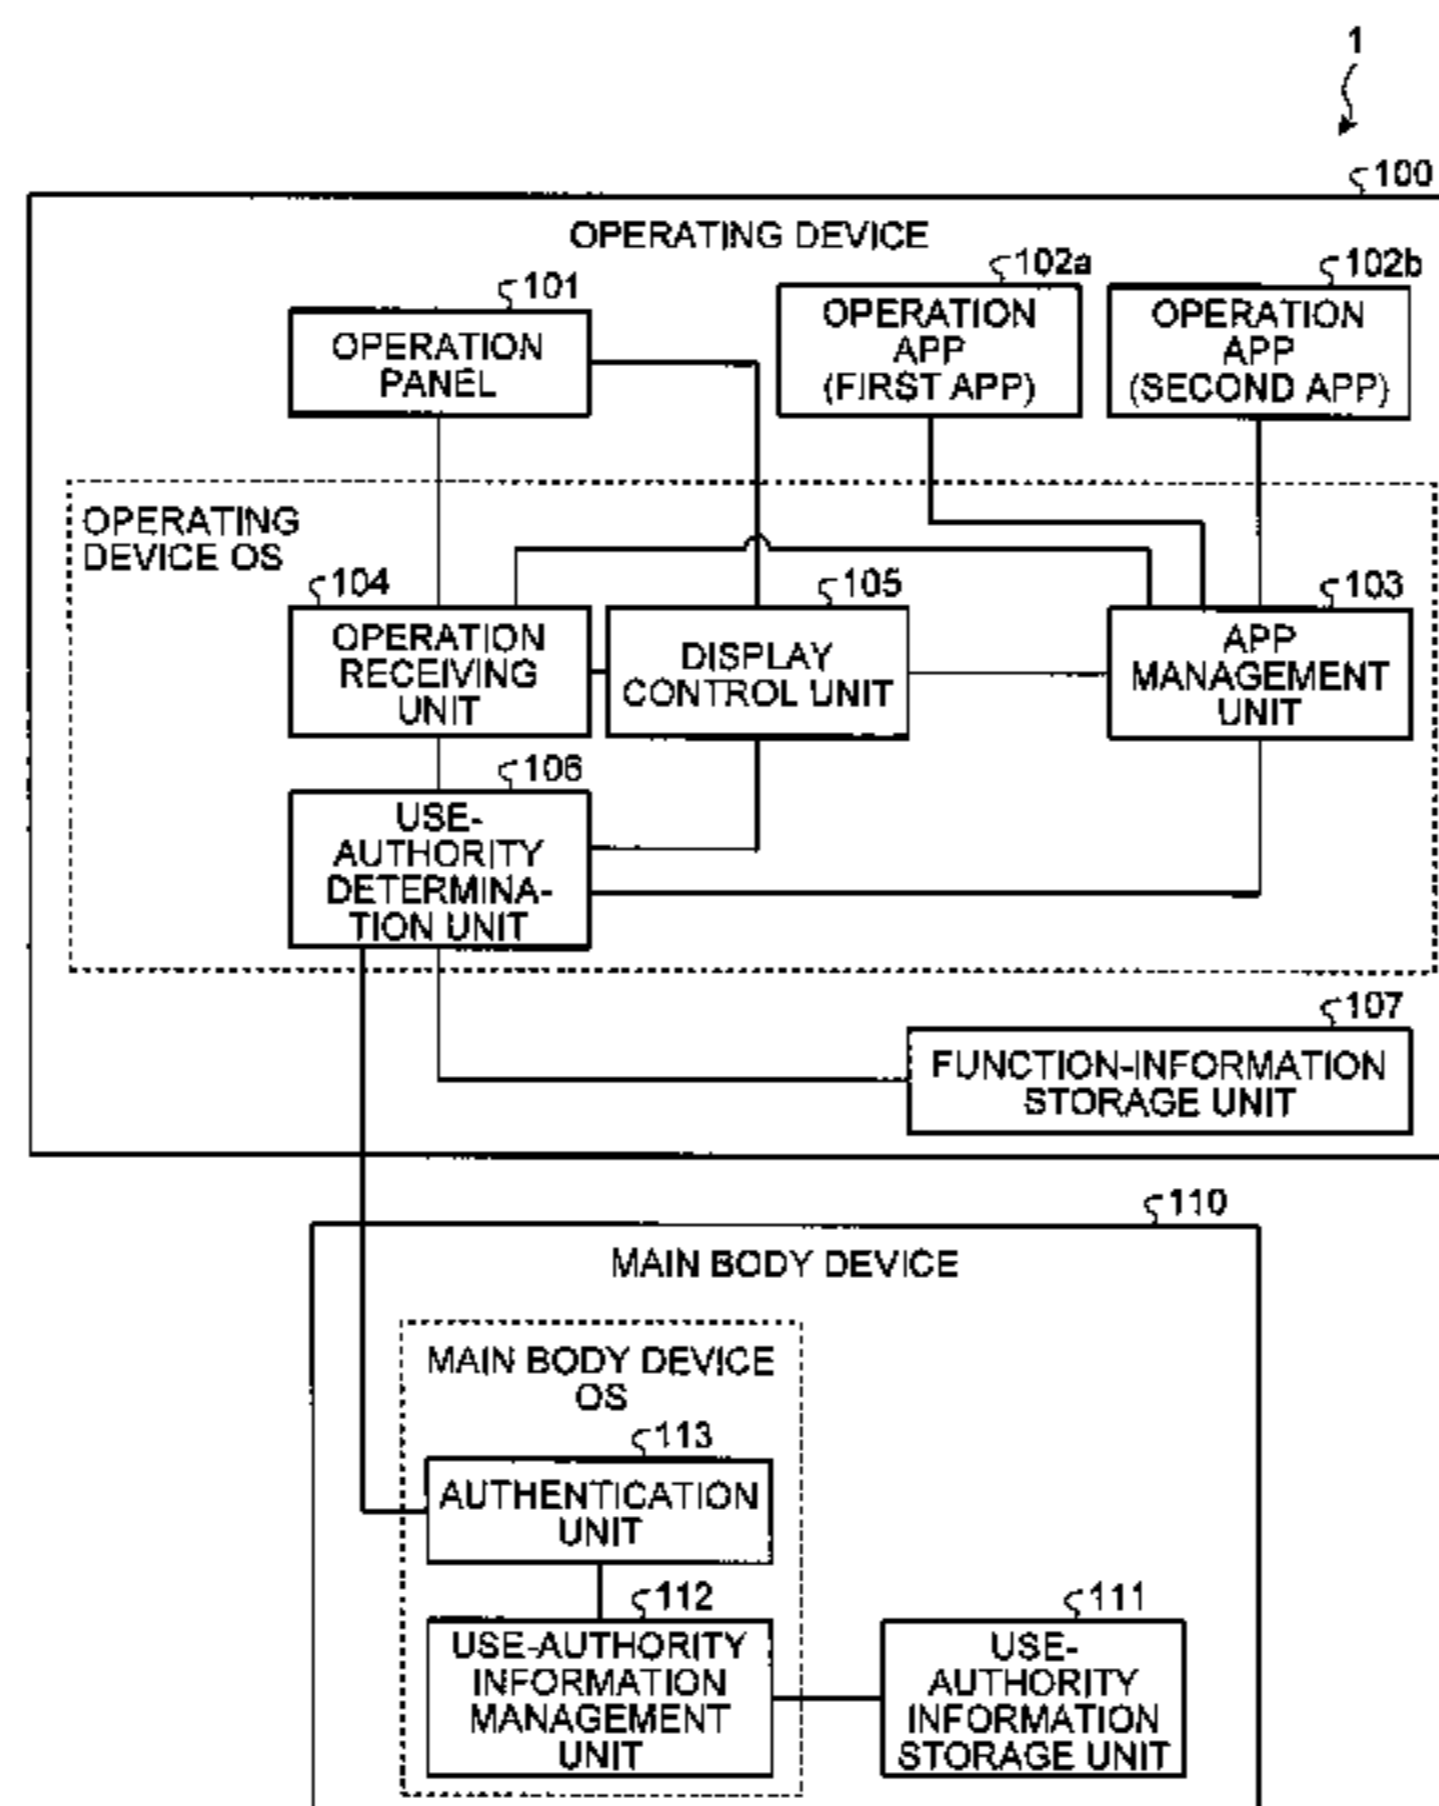 1
100
OPERATING DEVICE
101
OPERATION
PANEL
102a
OPERATION
APP
(FIRST APP)
102b
OPERATION
APP
(SECOND APP)
OPERATING
DEVICE OS
104
OPERATION
RECEIVING
UNIT
105
DISPLAY
CONTROL UNIT
103
APP
MANAGEMENT
UNIT
106
USE-
AUTHORITY
DETERMINA-
TION UNIT
107
FUNCTION-INFORMATION
STORAGE UNIT
110
MAIN BODY DEVICE
MAIN BODY DEVICE
OS
113
AUTHENTICATION
UNIT
112
USE-AUTHORITY
INFORMATION
MANAGEMENT
UNIT
111
USE-
AUTHORITY
INFORMATION
STORAGE UNIT